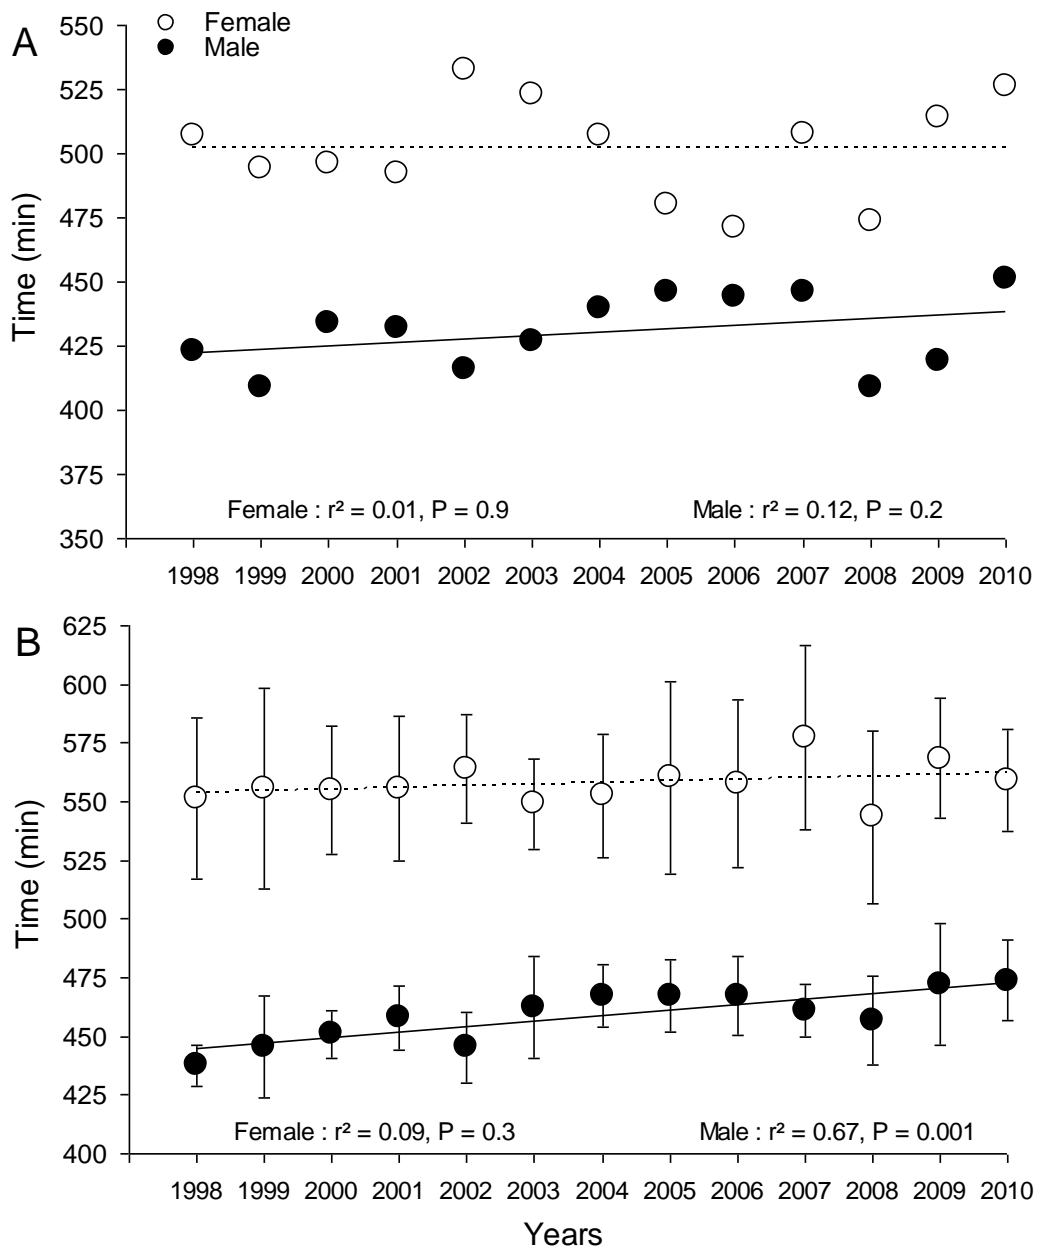 A
Female
Male
Time (min)
550
525
500
475
450
425
400
375
350
Female : r² = 0.01, P = 0.9
Male : r² = 0.12, P = 0.2
1998 1999 2000 2001 2002 2003 2004 2005 2006 2007 2008 2009 2010
B
Time (min)
625
600
575
550
525
500
475
450
425
400
Female : r² = 0.09, P = 0.3
Male : r² = 0.67, P = 0.001
1998 1999 2000 2001 2002 2003 2004 2005 2006 2007 2008 2009 2010
Years